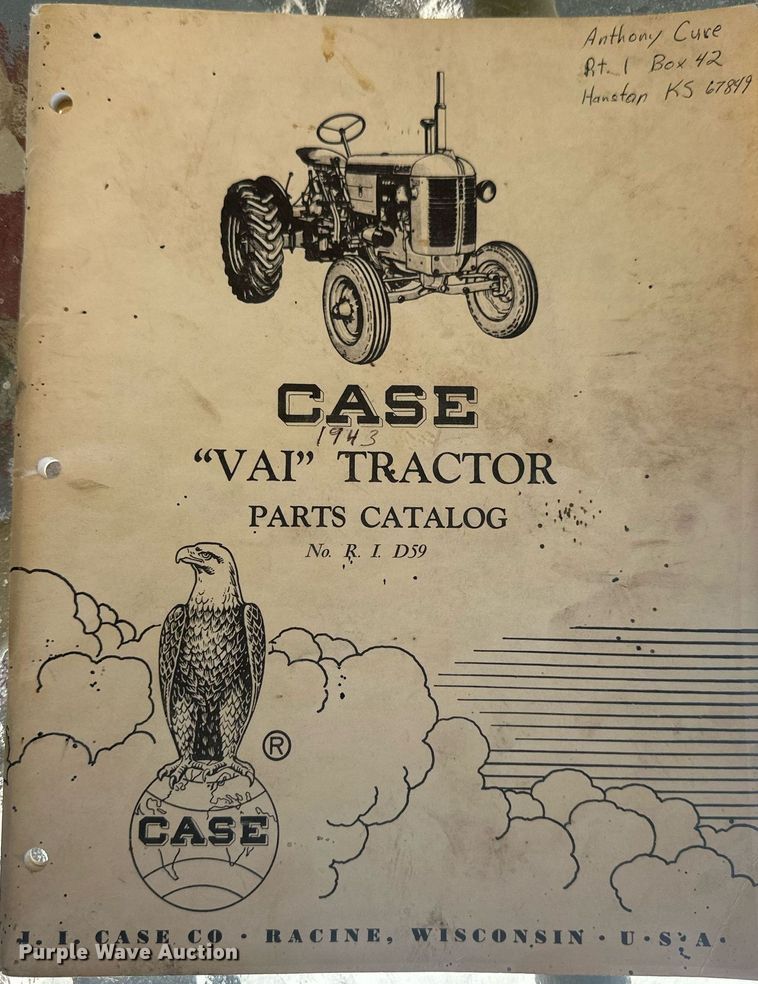 Anthony Cure
Rt. 1 Box 42
Hanston KS 67849
CASE
CASE
1943
"VAI" TRACTOR
PARTS CATALOG
No. R. I. D59
®
CASE
J. I. CASE CO · RACINE, WISCONSIN · U·S·A·
Purple Wave Auction